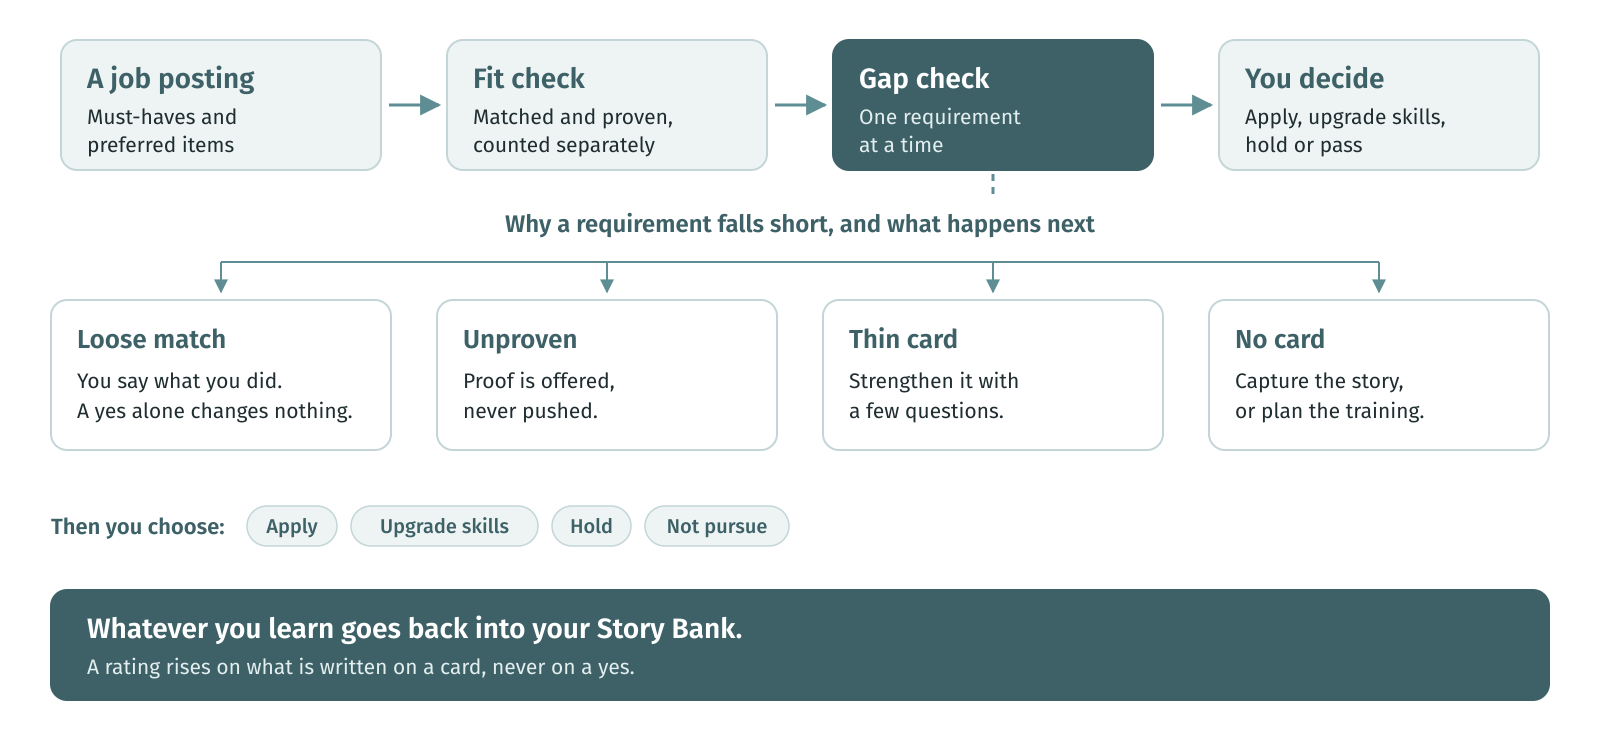 A job posting
Must-haves and
preferred items
Fit check
Matched and proven,
counted separately
Gap check
One requirement
at a time
You decide
Apply, upgrade skills,
hold or pass
Why a requirement falls short, and what happens next
Loose match
You say what you did.
A yes alone changes nothing.
Unproven
Proof is offered,
never pushed.
Thin card
Strengthen it with
a few questions.
No card
Capture the story,
or plan the training.
Then you choose:
Apply
Upgrade skills
Hold
Not pursue
Whatever you learn goes back into your Story Bank.
A rating rises on what is written on a card, never on a yes.